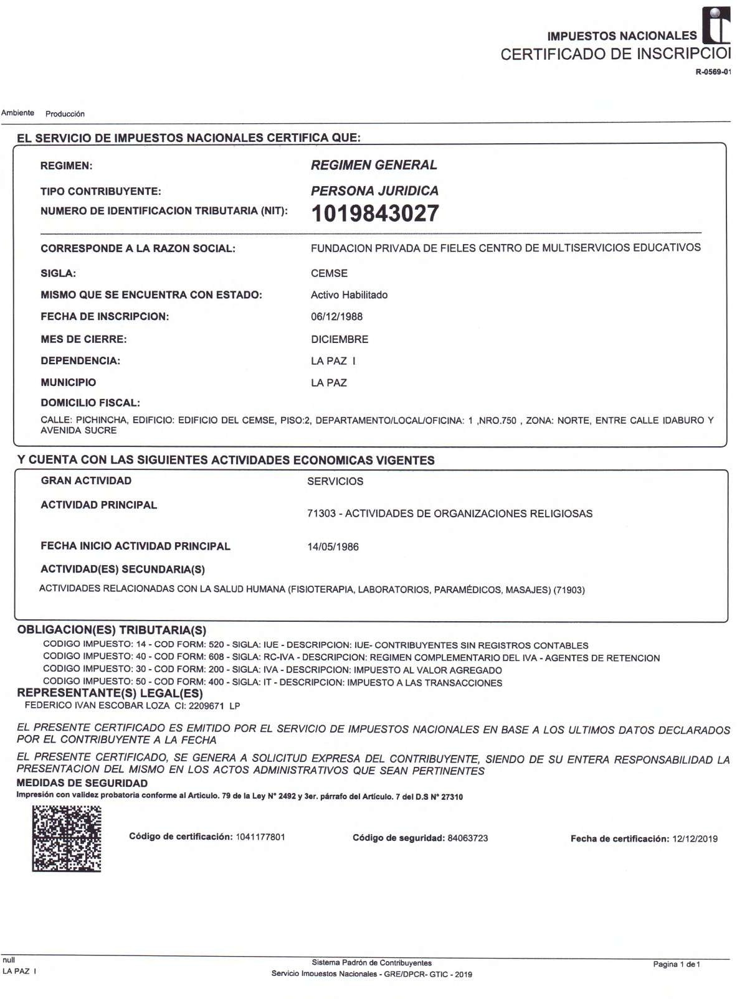 IMPUESTOS NACIONALES
CERTIFICADO DE INSCRIPCIOI
R-0569-01
Ambiente Producción
EL SERVICIO DE IMPUESTOS NACIONALES CERTIFICA QUE:
REGIMEN: REGIMEN GENERAL
TIPO CONTRIBUYENTE: PERSONA JURIDICA
NUMERO DE IDENTIFICACION TRIBUTARIA (NIT): 1019843027
CORRESPONDE A LA RAZON SOCIAL: FUNDACION PRIVADA DE FIELES CENTRO DE MULTISERVICIOS EDUCATIVOS
SIGLA: CEMSE
MISMO QUE SE ENCUENTRA CON ESTADO: Activo Habilitado
FECHA DE INSCRIPCION: 06/12/1988
MES DE CIERRE: DICIEMBRE
DEPENDENCIA: LA PAZ I
MUNICIPIO LA PAZ
DOMICILIO FISCAL:
CALLE: PICHINCHA, EDIFICIO: EDIFICIO DEL CEMSE, PISO:2, DEPARTAMENTO/LOCAL/OFICINA: 1 ,NRO.750 , ZONA: NORTE, ENTRE CALLE IDABURO Y
AVENIDA SUCRE
Y CUENTA CON LAS SIGUIENTES ACTIVIDADES ECONOMICAS VIGENTES
GRAN ACTIVIDAD SERVICIOS
ACTIVIDAD PRINCIPAL
71303 - ACTIVIDADES DE ORGANIZACIONES RELIGIOSAS
FECHA INICIO ACTIVIDAD PRINCIPAL 14/05/1986
ACTIVIDAD(ES) SECUNDARIA(S)
ACTIVIDADES RELACIONADAS CON LA SALUD HUMANA (FISIOTERAPIA, LABORATORIOS, PARAMÉDICOS, MASAJES) (71903)
OBLIGACION(ES) TRIBUTARIA(S)
CODIGO IMPUESTO: 14 - COD FORM: 520 - SIGLA: IUE - DESCRIPCION: IUE- CONTRIBUYENTES SIN REGISTROS CONTABLES
CODIGO IMPUESTO: 40 - COD FORM: 608 - SIGLA: RC-IVA - DESCRIPCION: REGIMEN COMPLEMENTARIO DEL IVA - AGENTES DE RETENCION
CODIGO IMPUESTO: 30 - COD FORM: 200 - SIGLA: IVA - DESCRIPCION: IMPUESTO AL VALOR AGREGADO
CODIGO IMPUESTO: 50 - COD FORM: 400 - SIGLA: IT - DESCRIPCION: IMPUESTO A LAS TRANSACCIONES
REPRESENTANTE(S) LEGAL(ES)
FEDERICO IVAN ESCOBAR LOZA CI: 2209671 LP
EL PRESENTE CERTIFICADO ES EMITIDO POR EL SERVICIO DE IMPUESTOS NACIONALES EN BASE A LOS ULTIMOS DATOS DECLARADOS
POR EL CONTRIBUYENTE A LA FECHA
EL PRESENTE CERTIFICADO, SE GENERA A SOLICITUD EXPRESA DEL CONTRIBUYENTE, SIENDO DE SU ENTERA RESPONSABILIDAD LA
PRESENTACION DEL MISMO EN LOS ACTOS ADMINISTRATIVOS QUE SEAN PERTINENTES
MEDIDAS DE SEGURIDAD
Impresión con validez probatoria conforme al Articulo. 79 de la Ley N° 2492 y 3er. párrafo del Artículo. 7 del D.S N° 27310
Código de certificación: 1041177801 Código de seguridad: 84063723 Fecha de certificación: 12/12/2019
null Sistema Padrón de Contribuyentes Pagina 1 de1
LA PAZ I Servicio Impuestos Nacionales - GRE/DPCR- GTIC - 2019